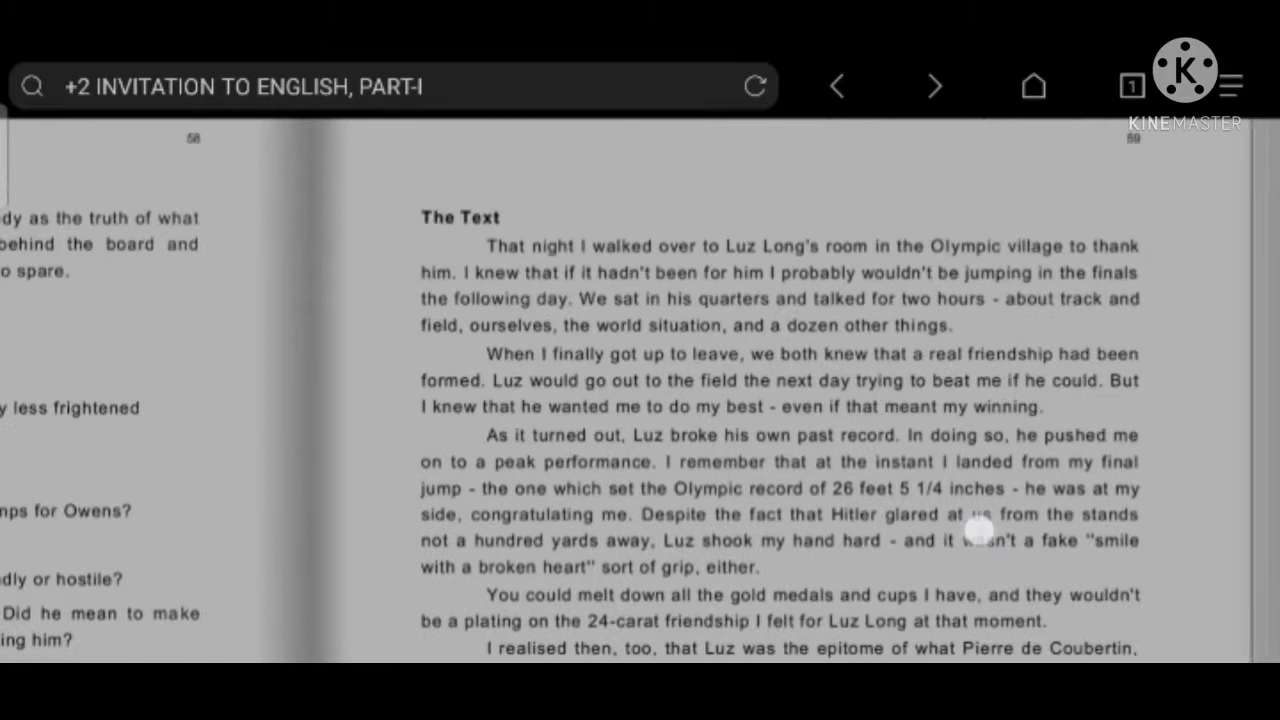 +2 INVITATION TO ENGLISH, PART-I
1
K
KINEMASTER
58
59
dy as the truth of what
behind the board and
o spare.
y less frightened
mps for Owens?
dly or hostile?
Did he mean to make
ing him?
The Text
That night I walked over to Luz Long's room in the Olympic village to thank
him. I knew that if it hadn't been for him I probably wouldn't be jumping in the finals
the following day. We sat in his quarters and talked for two hours - about track and
field, ourselves, the world situation, and a dozen other things.
When I finally got up to leave, we both knew that a real friendship had been
formed. Luz would go out to the field the next day trying to beat me if he could. But
I knew that he wanted me to do my best - even if that meant my winning.
As it turned out, Luz broke his own past record. In doing so, he pushed me
on to a peak performance. I remember that at the instant I landed from my final
jump - the one which set the Olympic record of 26 feet 5 1/4 inches - he was at my
side, congratulating me. Despite the fact that Hitler glared at us from the stands
not a hundred yards away, Luz shook my hand hard - and it wasn't a fake "smile
with a broken heart" sort of grip, either.
You could melt down all the gold medals and cups I have, and they wouldn't
be a plating on the 24-carat friendship I felt for Luz Long at that moment.
I realised then, too, that Luz was the epitome of what Pierre de Coubertin,